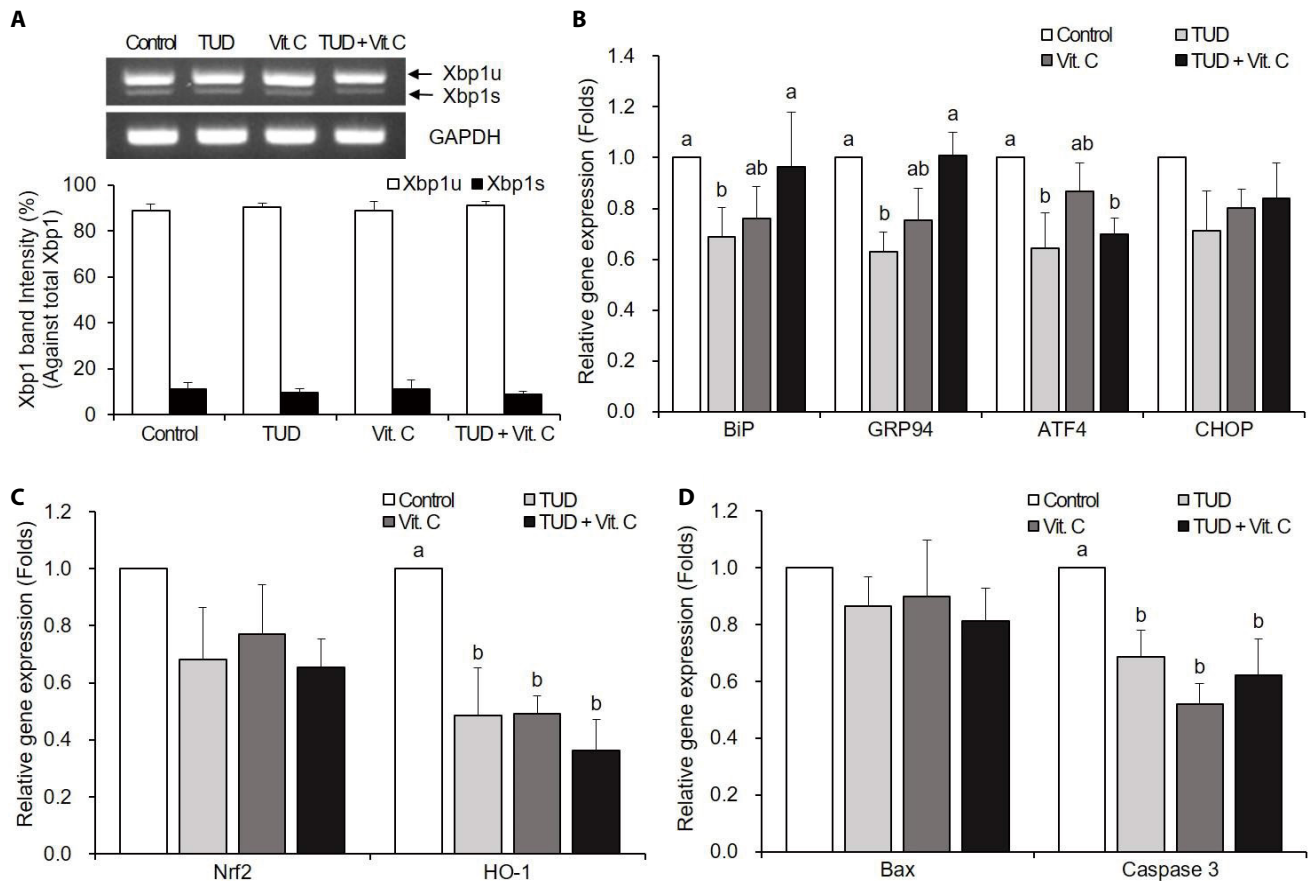 A
Control TUD Vit. C TUD + Vit. C
Xbp1u
Xbp1s
GAPDH
Xbp1 band Intensity (%)
(Against total Xbp1)
100
80
60
40
20
0
Xbp1u Xbp1s
Control TUD Vit. C TUD + Vit. C
B
Control TUD
Vit. C TUD + Vit. C
Relative gene expression (Folds)
1.4
1.2
1.0
0.8
0.6
0.4
0.2
0.0
a b ab a
a b ab a
a b ab b
BiP GRP94 ATF4 CHOP
C
Control TUD
Vit. C TUD + Vit. C
Relative gene expression (Folds)
1.2
1.0
0.8
0.6
0.4
0.2
0.0
a b b b
Nrf2 HO-1
D
Control TUD
Vit. C TUD + Vit. C
Relative gene expression (Folds)
1.2
1.0
0.8
0.6
0.4
0.2
0.0
a b b b
Bax Caspase 3